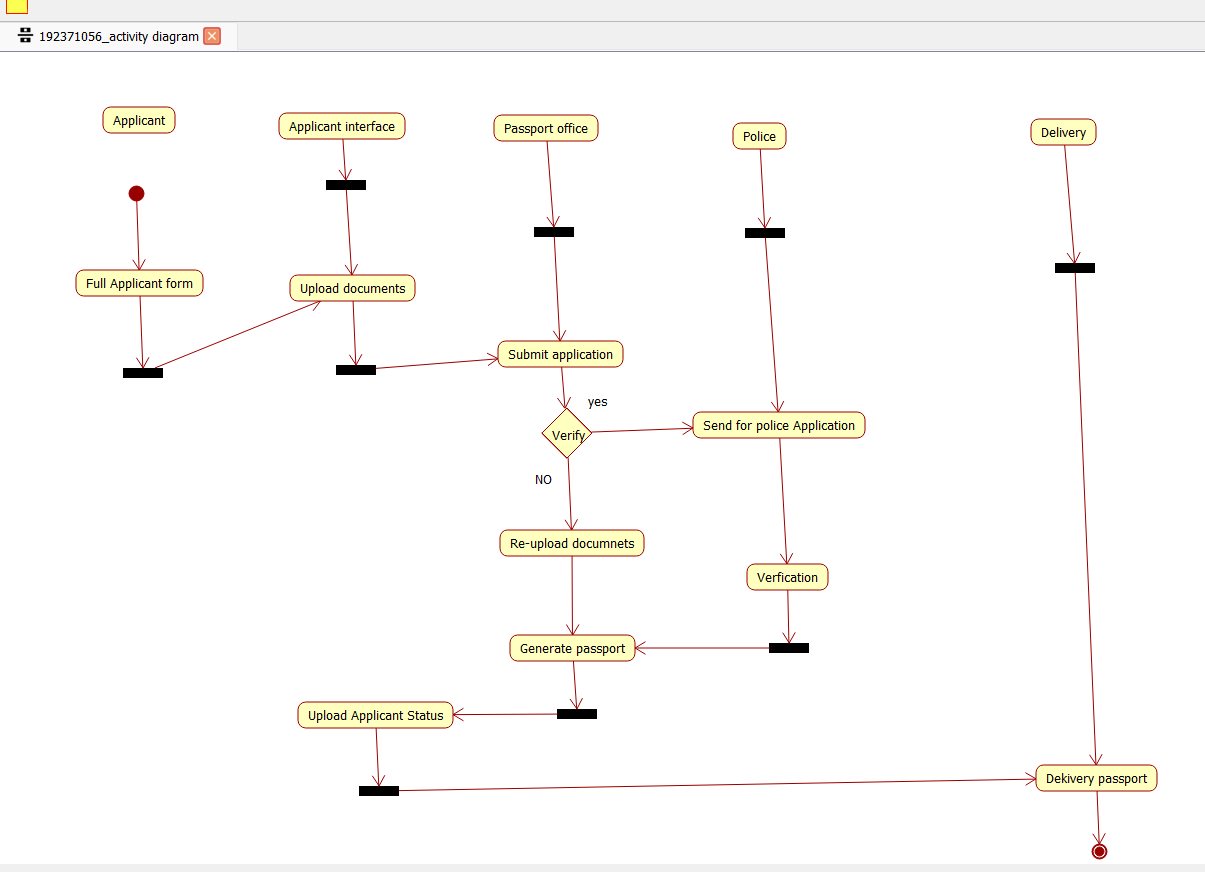 192371056_activity diagram
Applicant
Applicant interface
Passport office
Police
Delivery
Full Applicant form
Upload documents
Submit application
yes
Verify
Send for police Application
NO
Re-upload documnets
Verfication
Generate passport
Upload Applicant Status
Dekivery passport